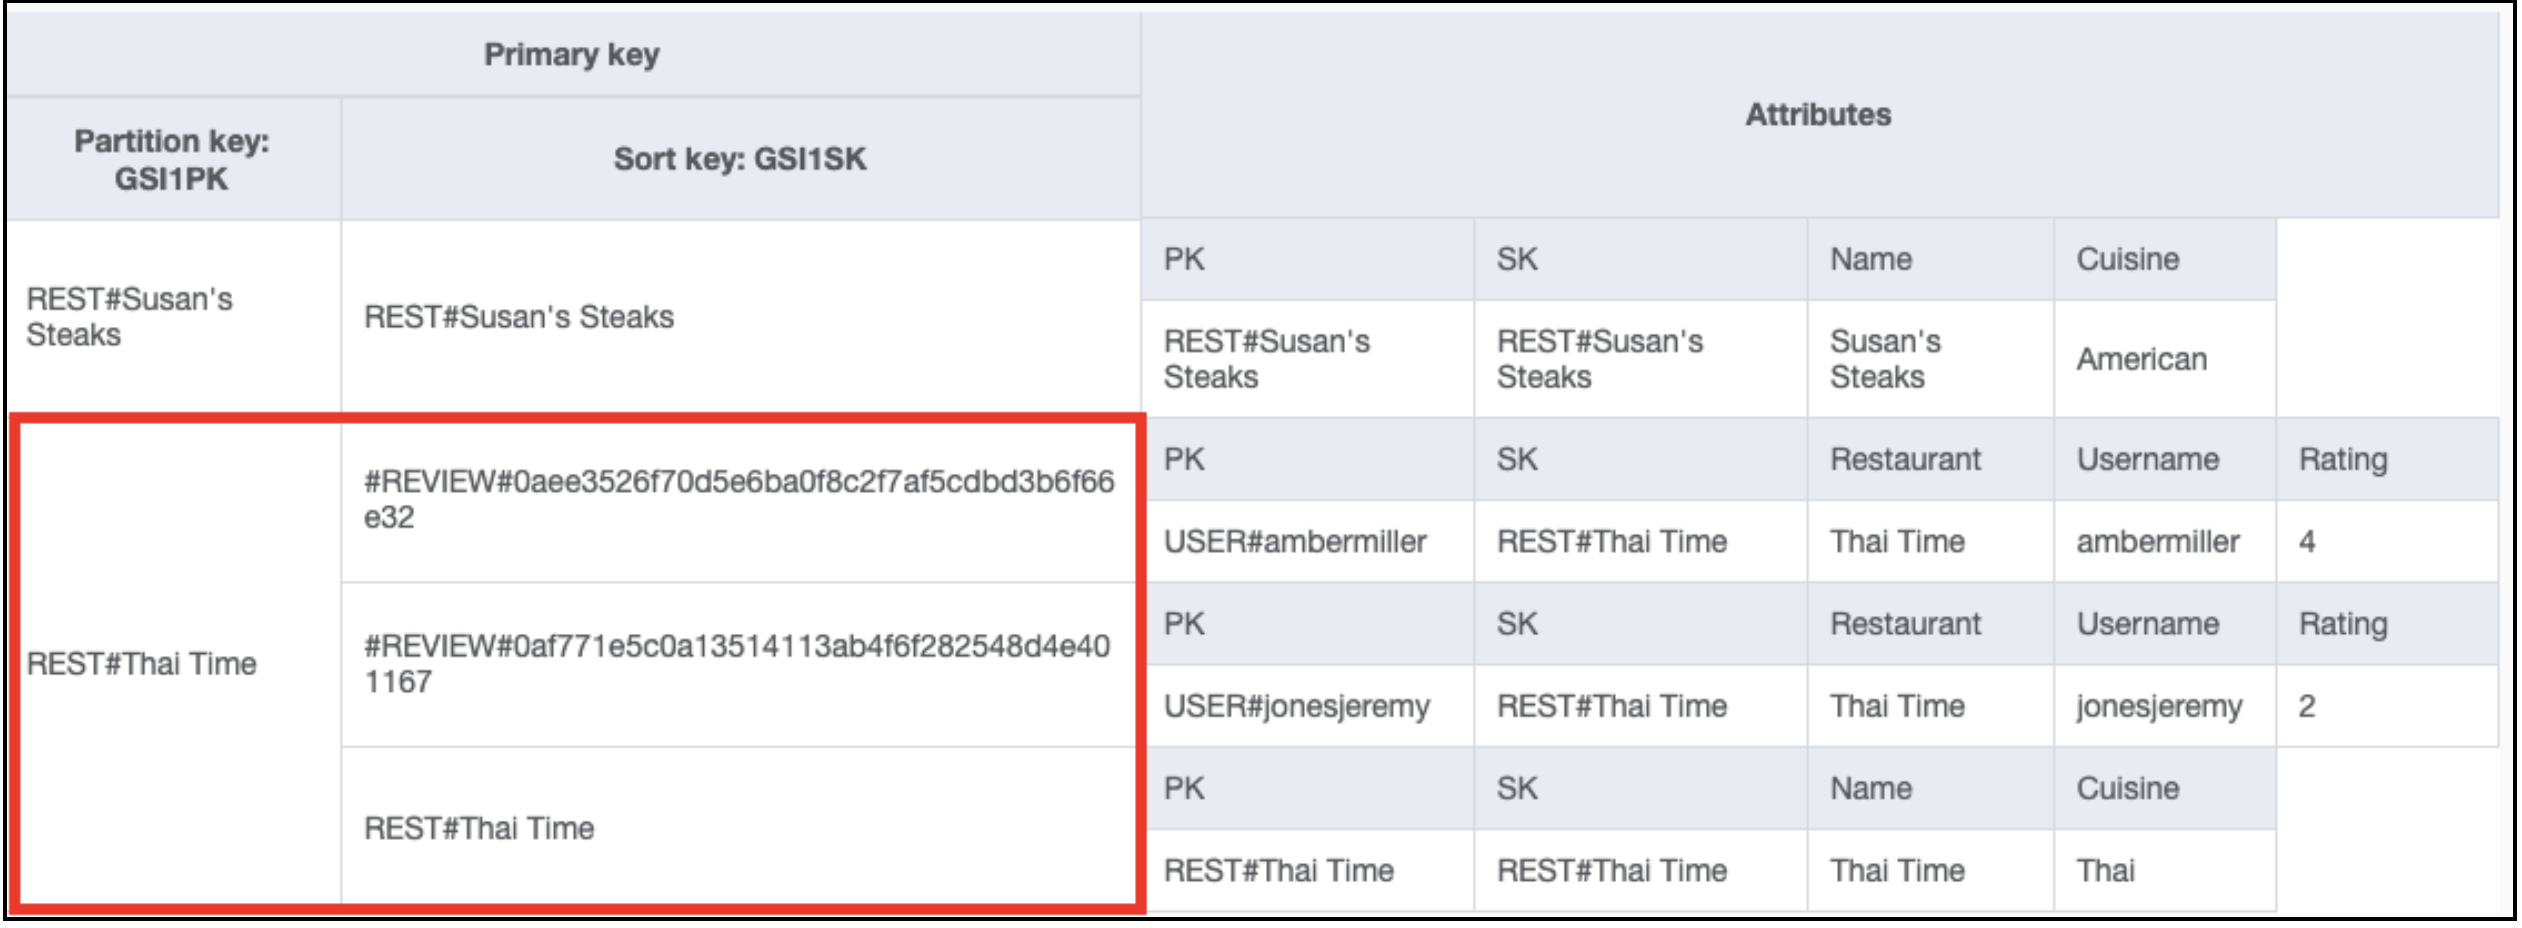 Primary key
Attributes
Partition key:
GSI1PK
Sort key: GSI1SK
REST#Susan's
Steaks
REST#Susan's Steaks
PK SK Name Cuisine
REST#Susan's REST#Susan's Susan's American
Steaks Steaks Steaks
REST#Thai Time
#REVIEW#0aee3526f70d5e6ba0f8c2f7af5cdbd3b6f66
e32
PK SK Restaurant Username Rating
USER#ambermiller REST#Thai Time Thai Time ambermiller 4
#REVIEW#0af771e5c0a13514113ab4f6f282548d4e40
1167
PK SK Restaurant Username Rating
USER#jonesjeremy REST#Thai Time Thai Time jonesjeremy 2
REST#Thai Time
PK SK Name Cuisine
REST#Thai Time REST#Thai Time Thai Time Thai